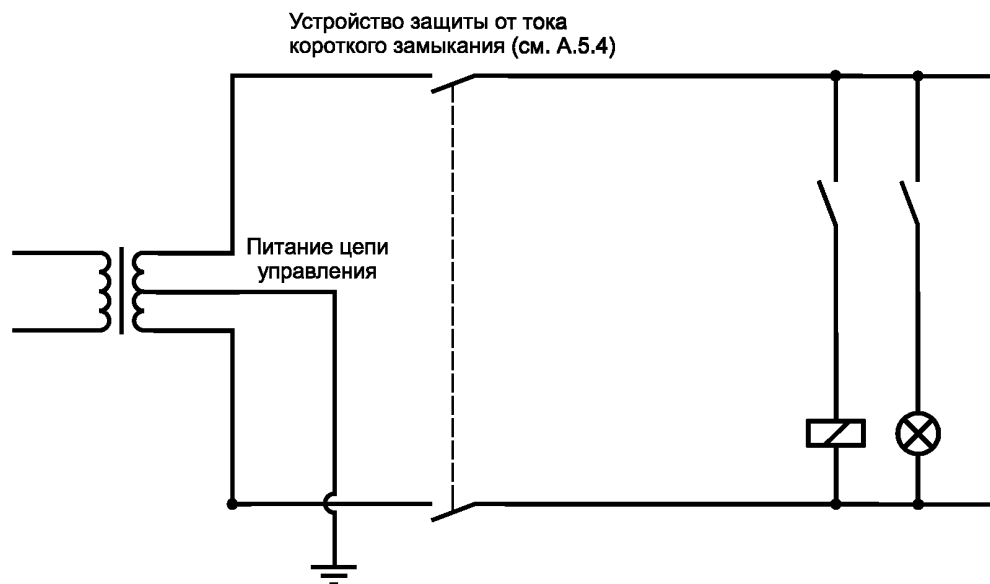 Устройство защиты от тока
короткого замыкания (см. А.5.4)
Питание цепи
управления